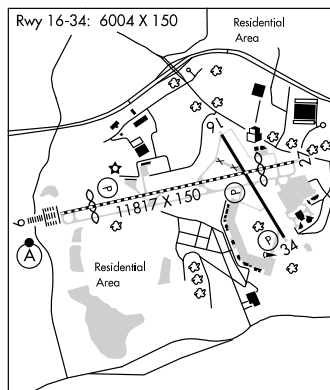 Rwy 16-34: 6004 X 150
Residential
Area
16
27
P
P
11817 X 150
9
P
34
A
Residential
Area